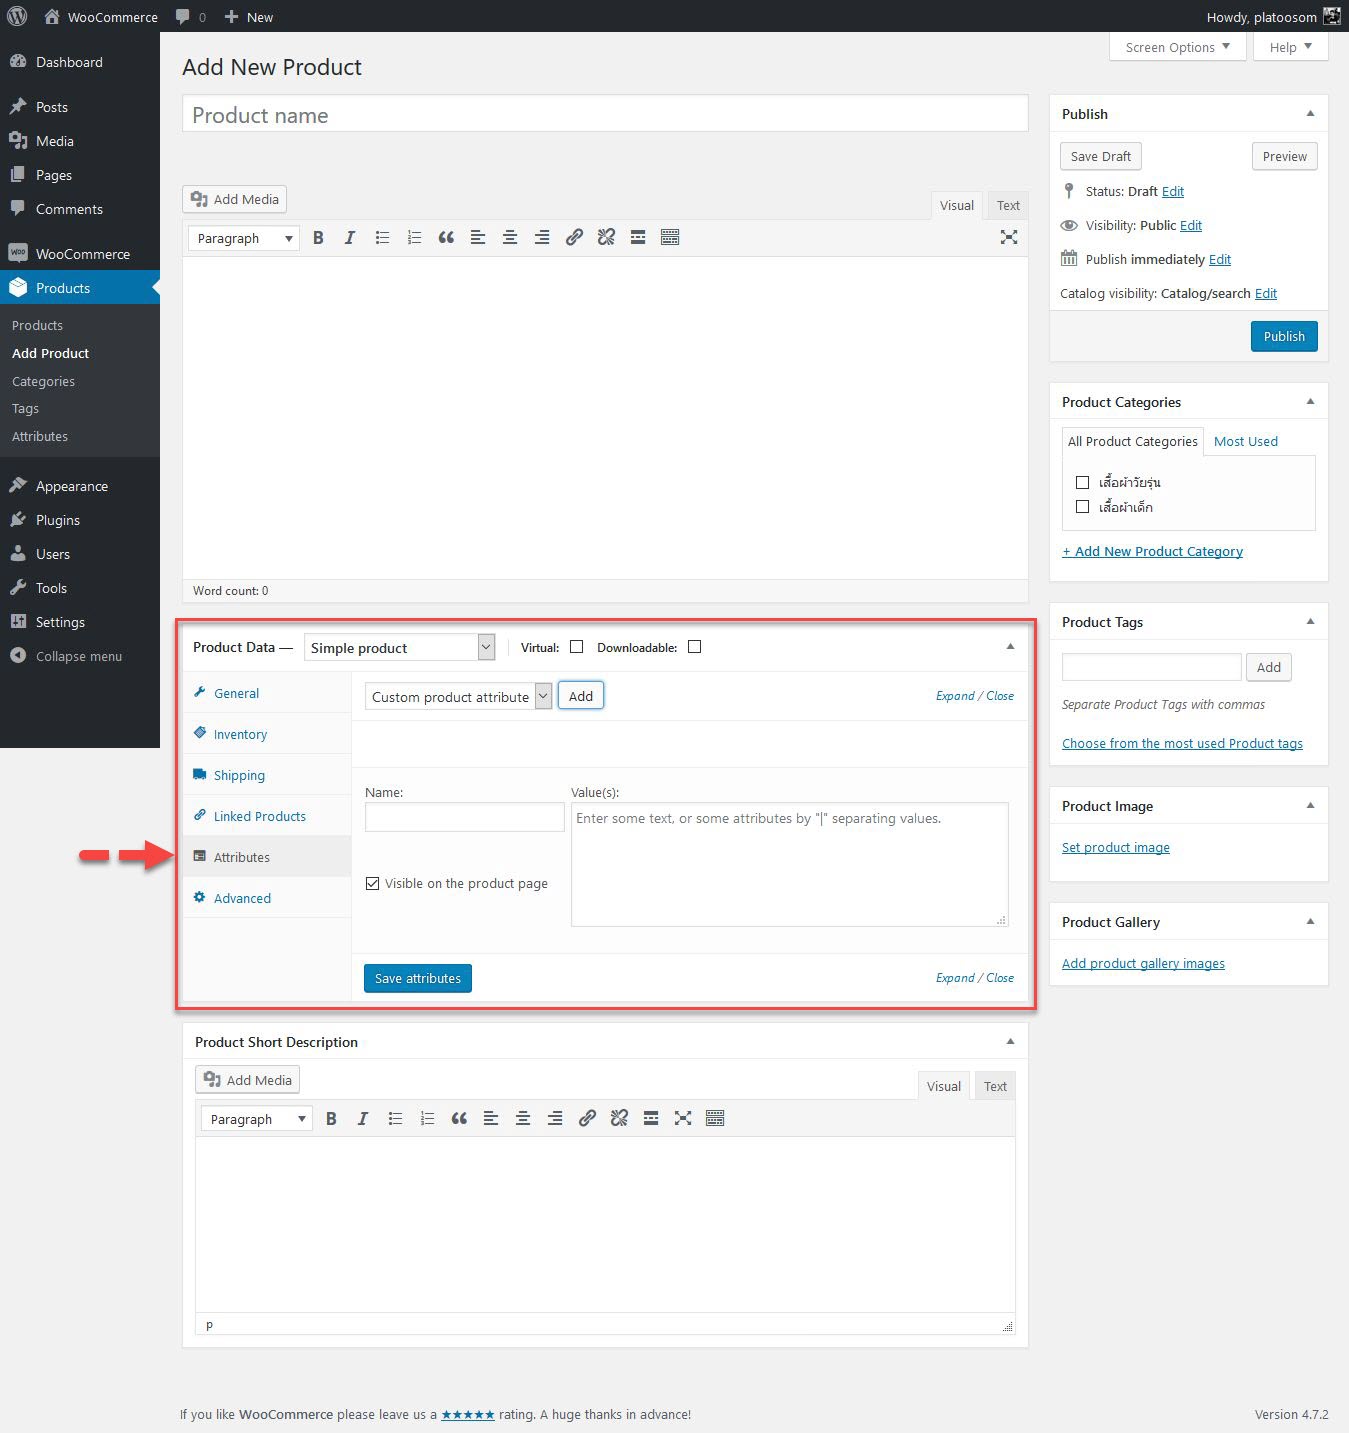 WooCommerce 0 New Howdy, platoosom
Screen Options Help
Dashboard
Posts
Media
Pages
Comments
WooCommerce
Products
Products
Add Product
Categories
Tags
Attributes
Appearance
Plugins
Users
Tools
Settings
Collapse menu
Add New Product
Product name
Add Media
Visual Text
Paragraph
Word count: 0
Product Data — Simple product Virtual: Downloadable:
General
Inventory
Shipping
Linked Products
Attributes
Advanced
Custom product attribute Add Expand / Close
Name: Value(s):
Enter some text, or some attributes by "|" separating values.
Visible on the product page
Save attributes Expand / Close
Product Short Description
Add Media
Visual Text
Paragraph
p
Publish
Save Draft Preview
Status: Draft Edit
Visibility: Public Edit
Publish immediately Edit
Catalog visibility: Catalog/search Edit
Publish
Product Categories
All Product Categories Most Used
เสื้อผ้าวัยรุ่น
เสื้อผ้าเด็ก
+ Add New Product Category
Product Tags
Add
Separate Product Tags with commas
Choose from the most used Product tags
Product Image
Set product image
Product Gallery
Add product gallery images
If you like WooCommerce please leave us a ★★★★★ rating. A huge thanks in advance! Version 4.7.2